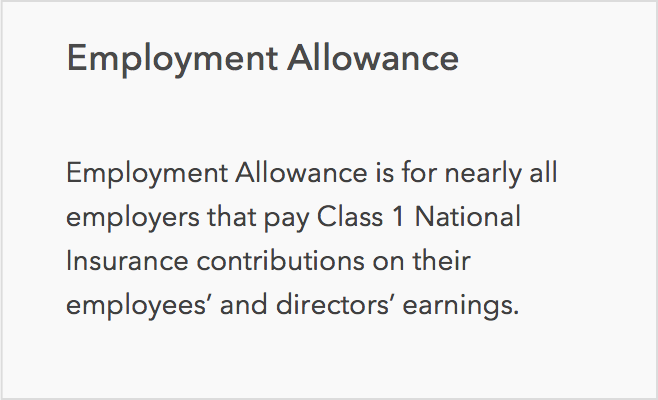 Employment Allowance
Employment Allowance is for nearly all
employers that pay Class 1 National
Insurance contributions on their
employees’ and directors’ earnings.